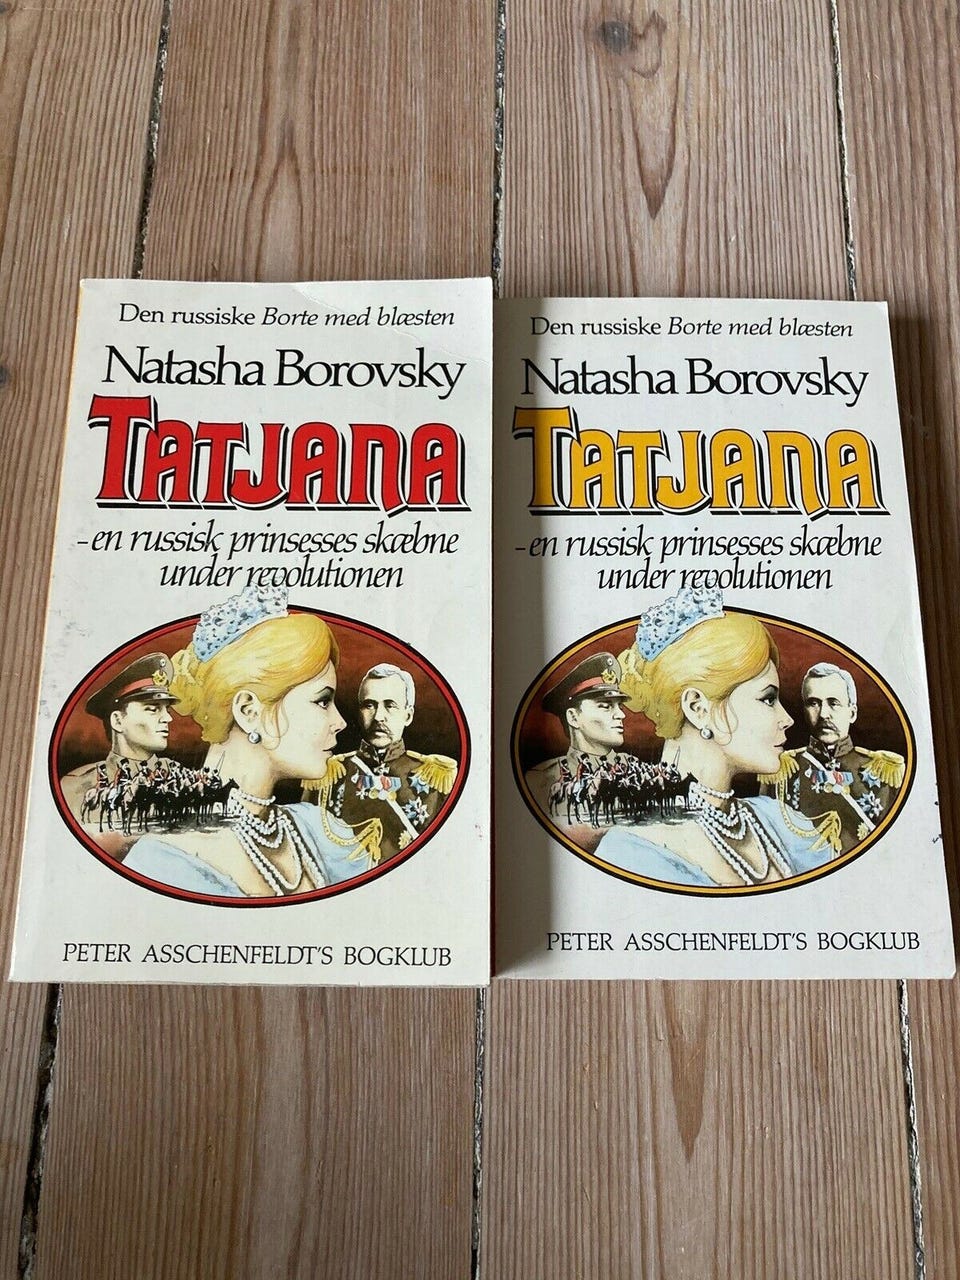 Den russiske Borte med blæsten
Natasha Borovsky
TATJANA
- en russisk prinsesses skæbne
under revolutionen
PETER ASSCHENFELDT'S BOGKLUB
Den russiske Borte med blæsten
Natasha Borovsky
TATJANA
- en russisk prinsesses skæbne
under revolutionen
PETER ASSCHENFELDT'S BOGKLUB